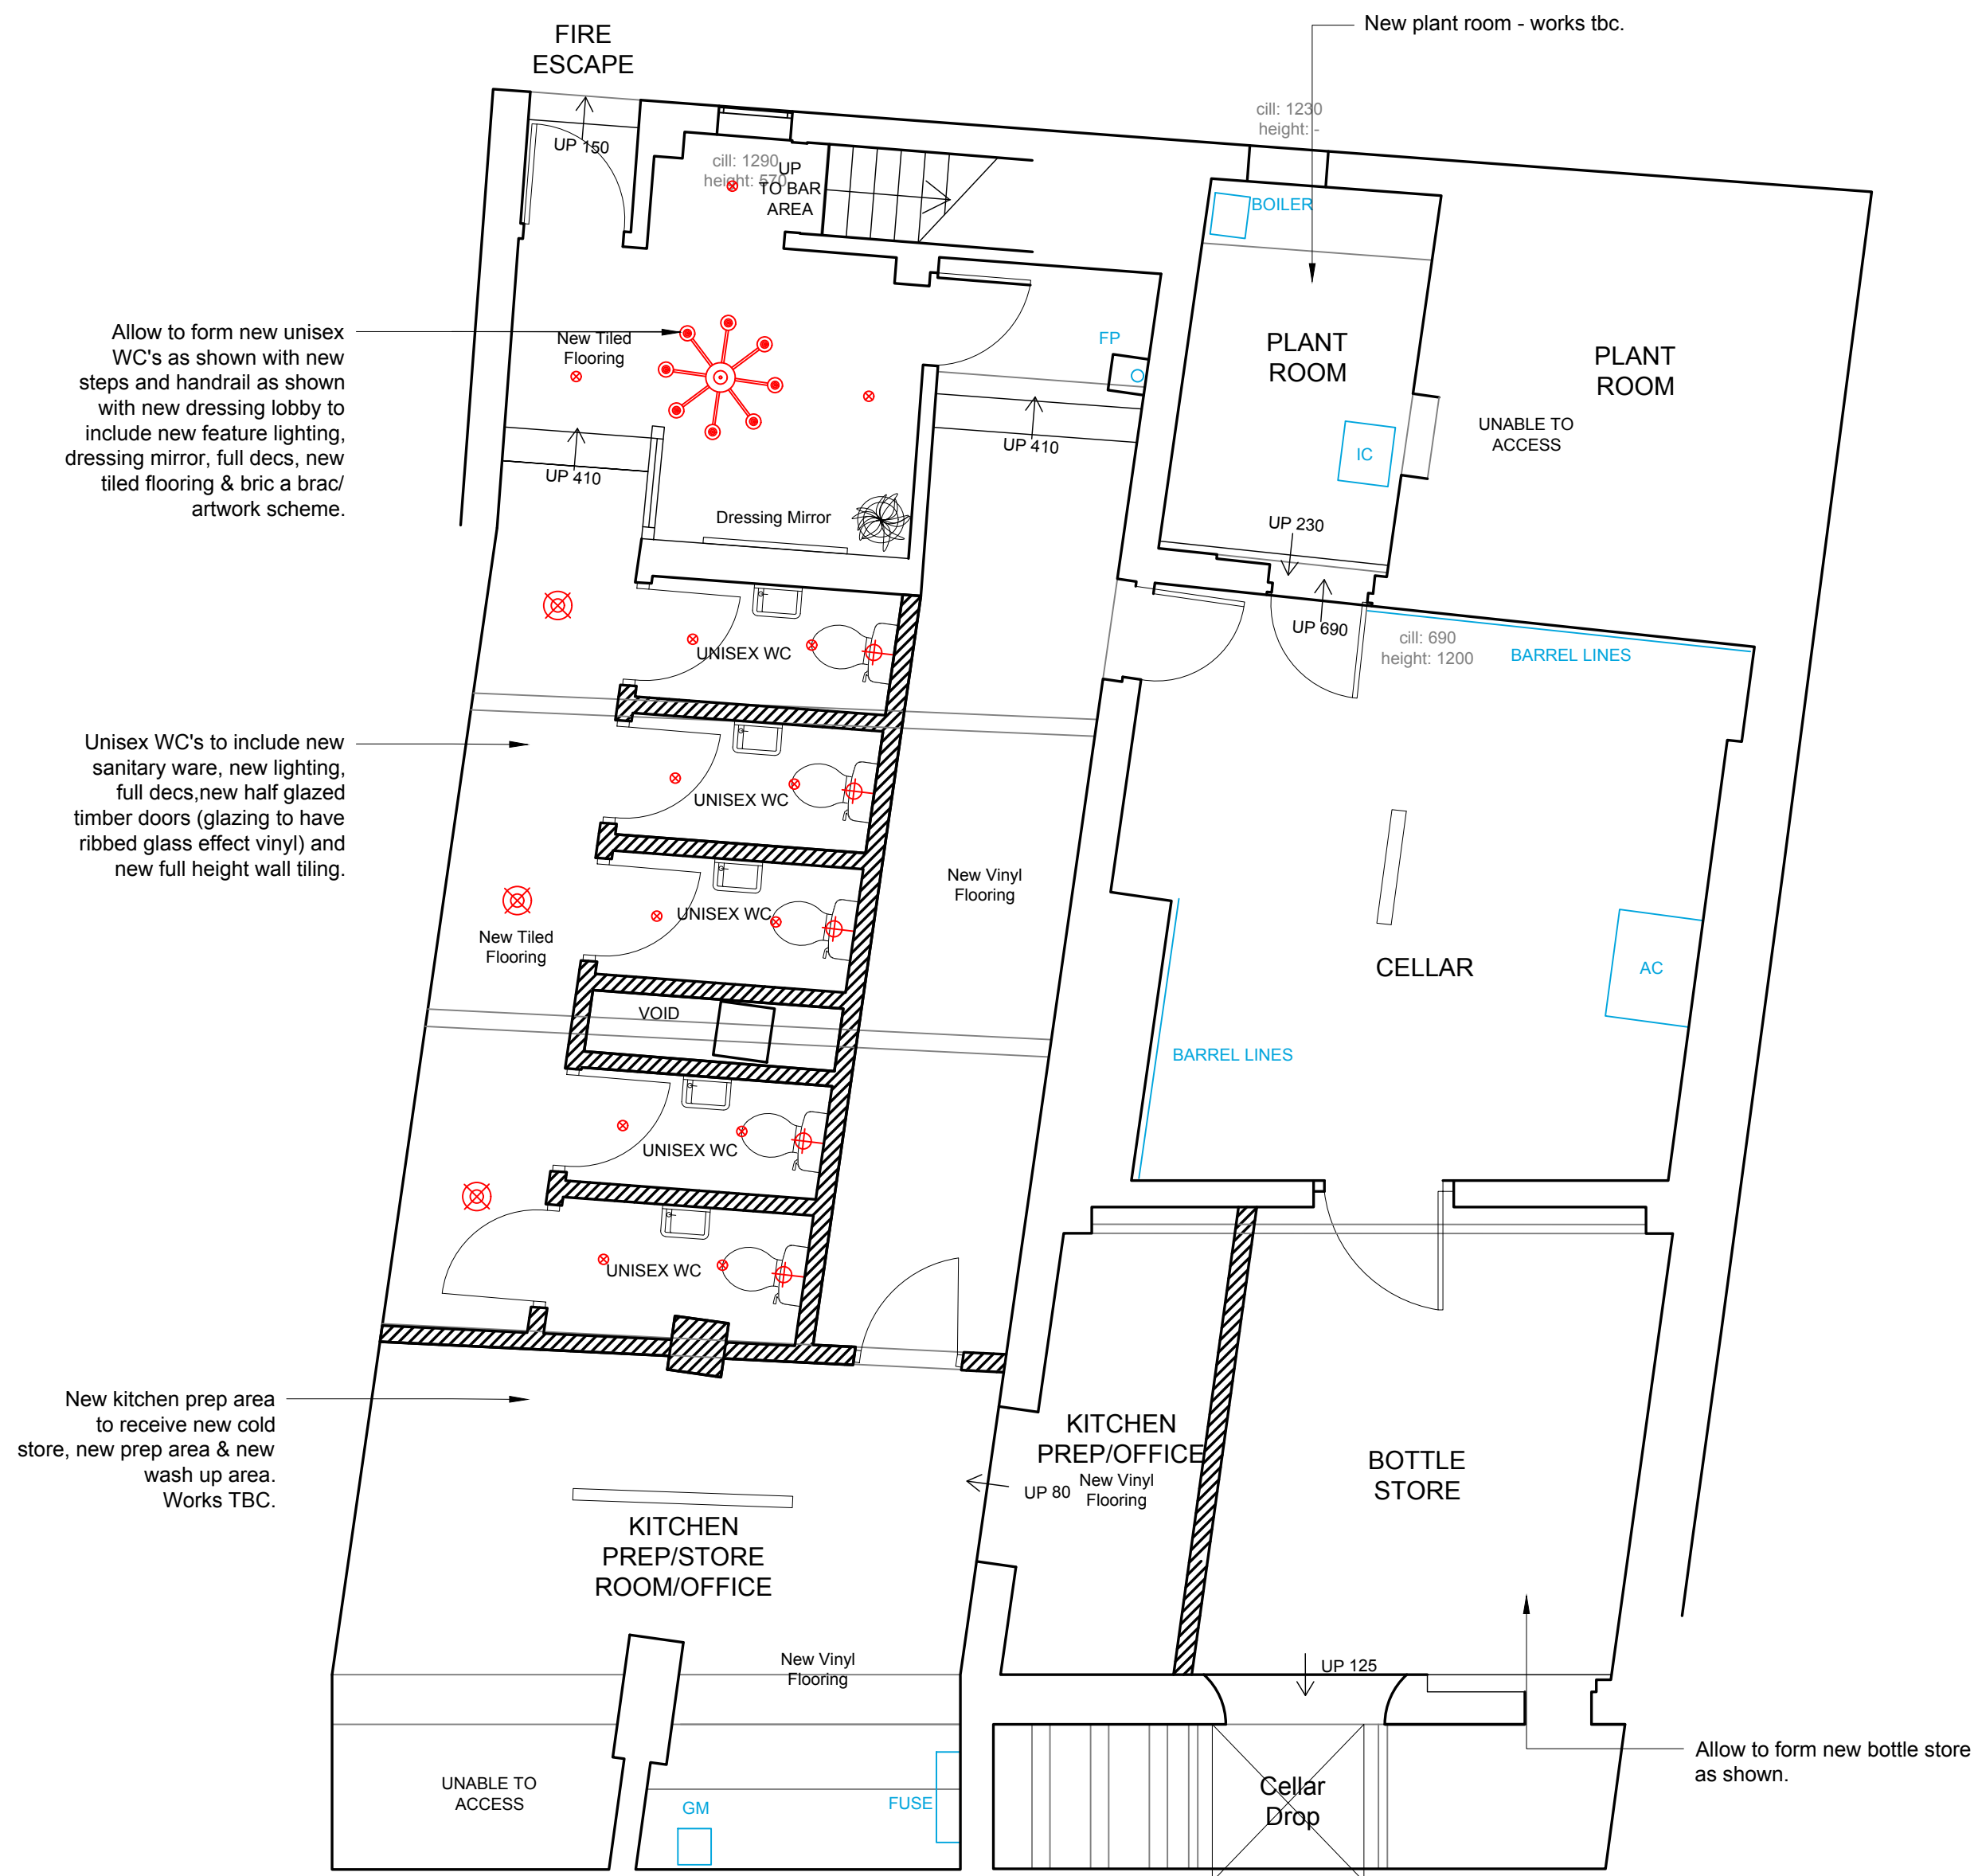 FIRE
ESCAPE
New plant room - works tbc.
cill: 1230
height: -
UP 150
cill: 1290
height: 570
UP
TO BAR
AREA
BOILER
Allow to form new unisex
WC's as shown with new
steps and handrail as shown
with new dressing lobby to
include new feature lighting,
dressing mirror, full decs, new
tiled flooring & bric a brac/
artwork scheme.
New Tiled
Flooring
FP
PLANT
ROOM
PLANT
ROOM
UNABLE TO
ACCESS
UP 410
UP 410
IC
Dressing Mirror
UP 230
UP 690
cill: 690
height: 1200
BARREL LINES
UNISEX WC
Unisex WC's to include new
sanitary ware, new lighting,
full decs,new half glazed
timber doors (glazing to have
ribbed glass effect vinyl) and
new full height wall tiling.
UNISEX WC
New Vinyl
Flooring
UNISEX WC
New Tiled
Flooring
CELLAR
AC
VOID
BARREL LINES
UNISEX WC
UNISEX WC
New kitchen prep area
to receive new cold
store, new prep area & new
wash up area.
Works TBC.
KITCHEN
PREP/OFFICE
New Vinyl
Flooring
UP 80
BOTTLE
STORE
KITCHEN
PREP/STORE
ROOM/OFFICE
New Vinyl
Flooring
UP 125
Allow to form new bottle store
as shown.
UNABLE TO
ACCESS
GM
FUSE
Cellar
Drop